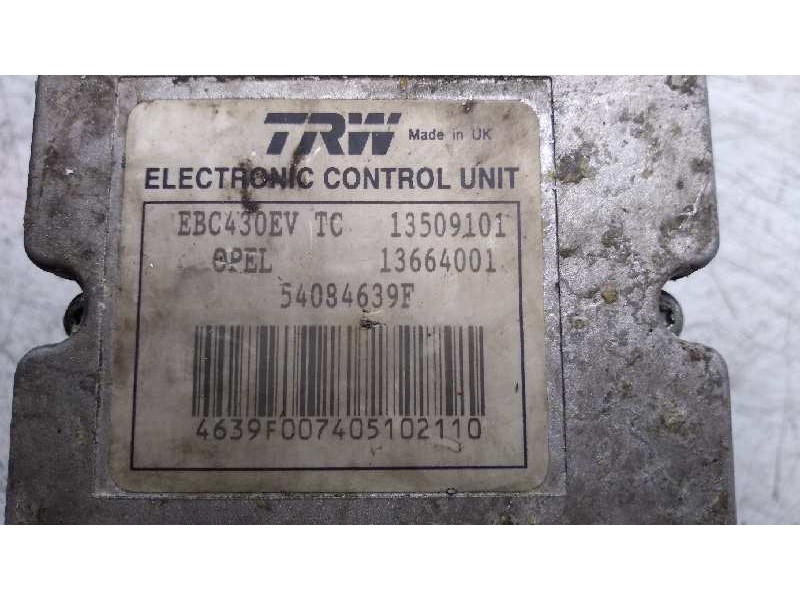 TRW Made in UK
ELECTRONIC CONTROL UNIT
EBC430EV TC 13509101
OPEL 13664001
54084639F
4639F007405102110